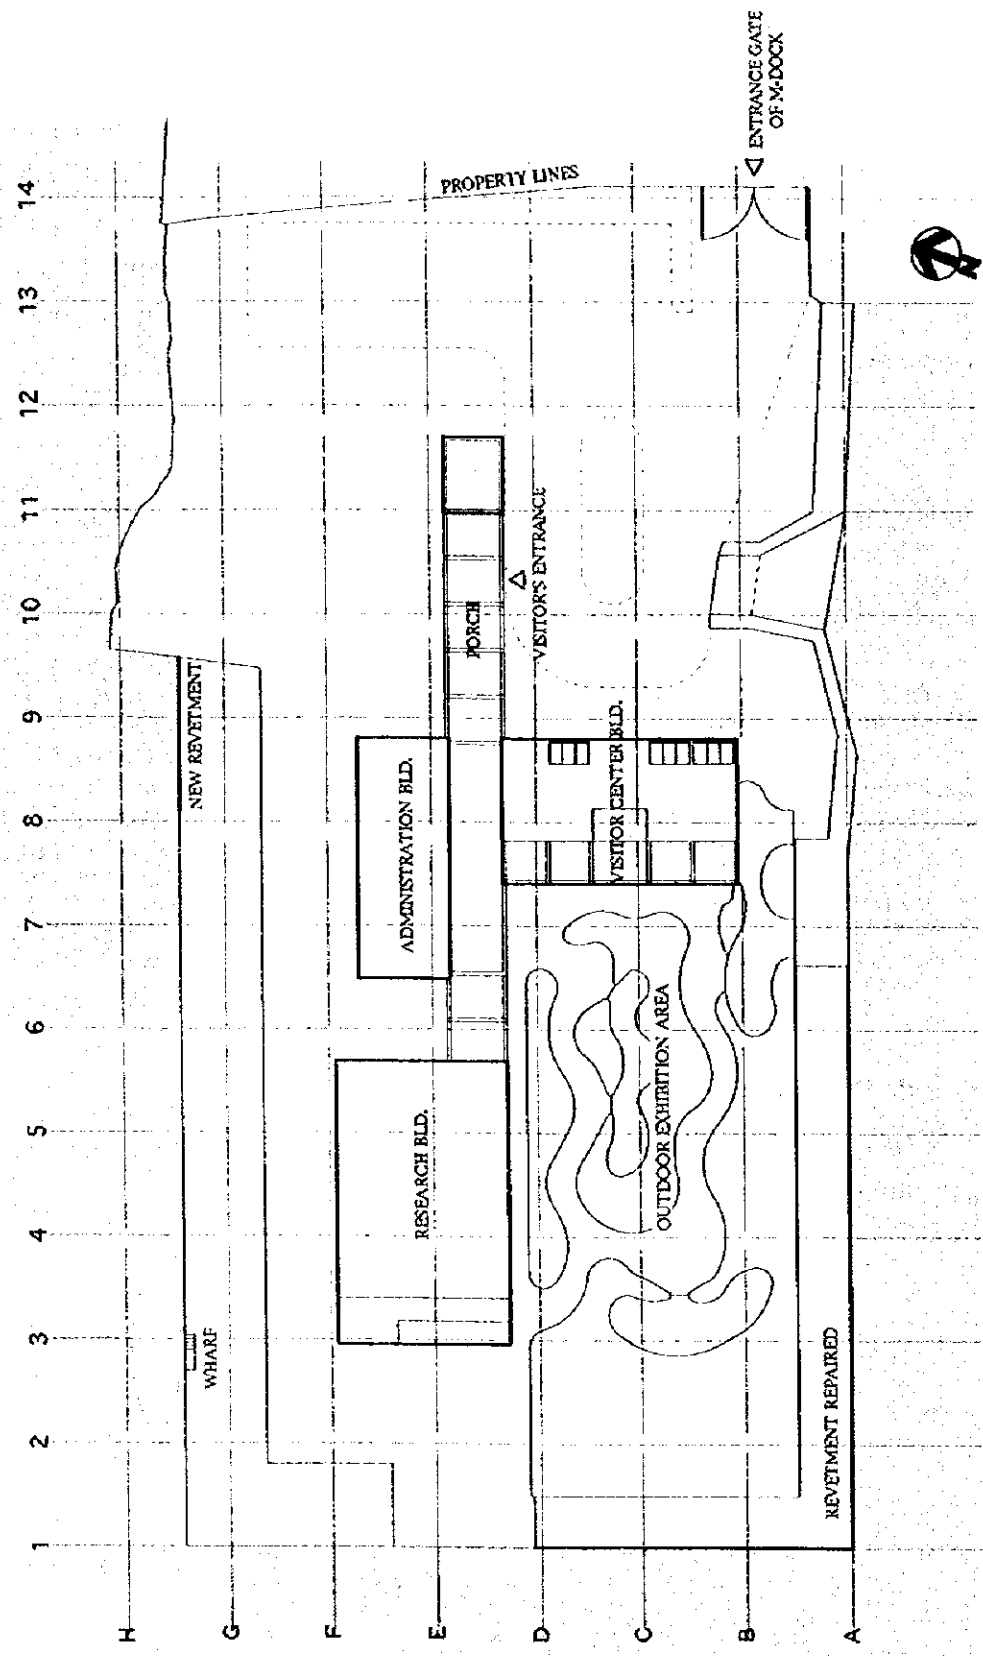 14
13
12
11
10
9
8
7
6
5
4
3
2
1
H
G
F
E
D
C
B
A
PROPERTY LINES
ENTRANCE GATE
OF M-DOCK
N
NEW REVETMENT
WHARF
PORCH
VISITOR'S ENTRANCE
ADMINISTRATION BLD.
VISITOR CENTER BLD.
RESEARCH BLD.
OUTDOOR EXHIBITION AREA
REVETMENT REPAIRED